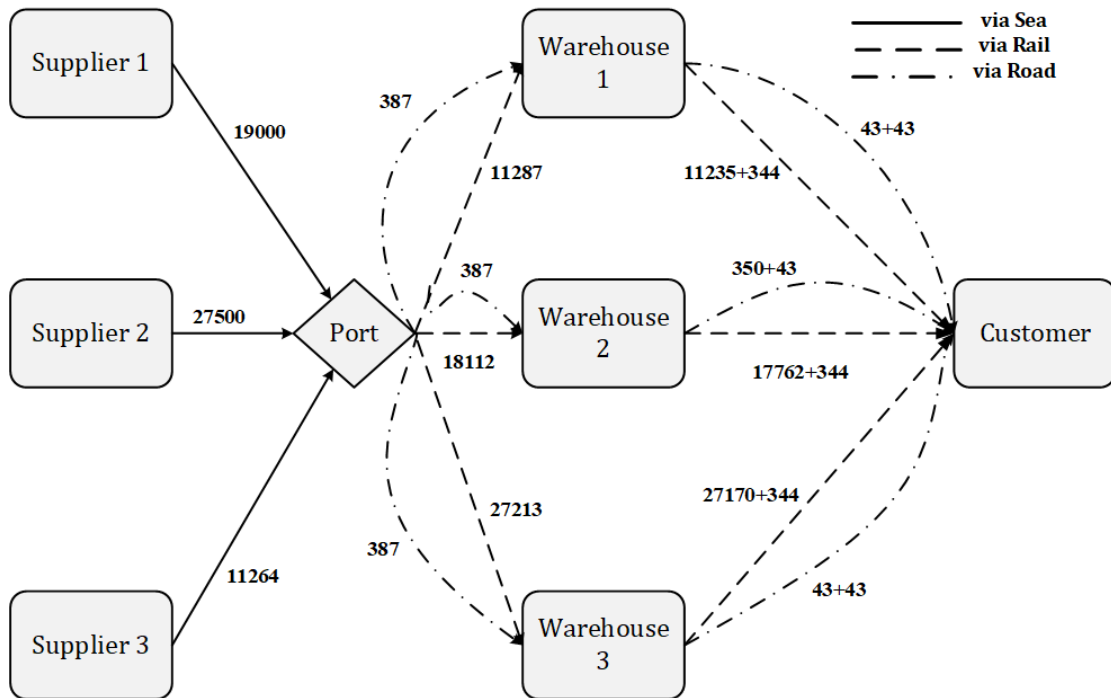 via Sea
via Rail
via Road
Supplier 1
Warehouse
1
387
19000
43+43
11287
11235+344
387
350+43
Supplier 2
27500
Port
18112
Warehouse
2
17762+344
Customer
27213
27170+344
387
11264
43+43
Supplier 3
Warehouse
3